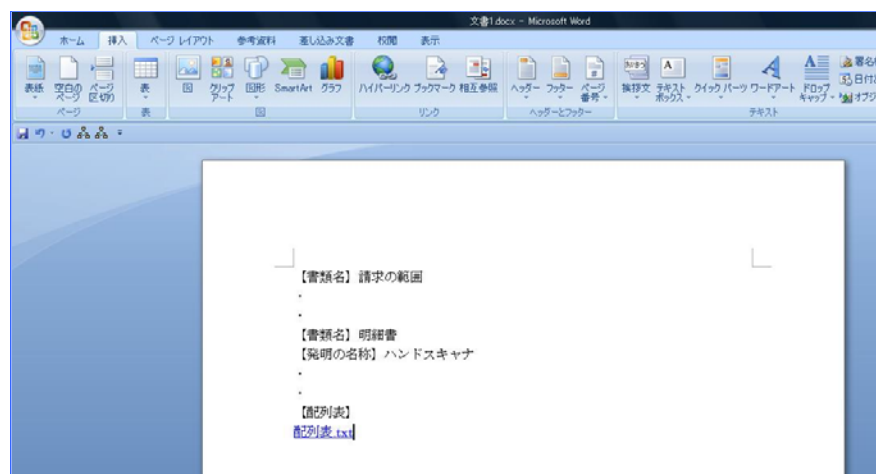 文書1.docx - Microsoft Word
ホーム 挿入 ページ レイアウト 参考資料 差し込み文書 校閲 表示
表紙 空白の ページ ページ 区切り 表 図 クリップ アート 図形 SmartArt グラフ ハイパーリンク ブックマーク 相互参照 ヘッダー フッター ページ 番号 挨拶文 テキスト ボックス クイック パーツ ワードアート ドロップ キャップ
ページ 表 図 リンク ヘッダーとフッター テキスト
【書類名】請求の範囲
・
・
【書類名】明細書
【発明の名称】ハンドスキャナ
・
・
【配列表】
配列表.txt